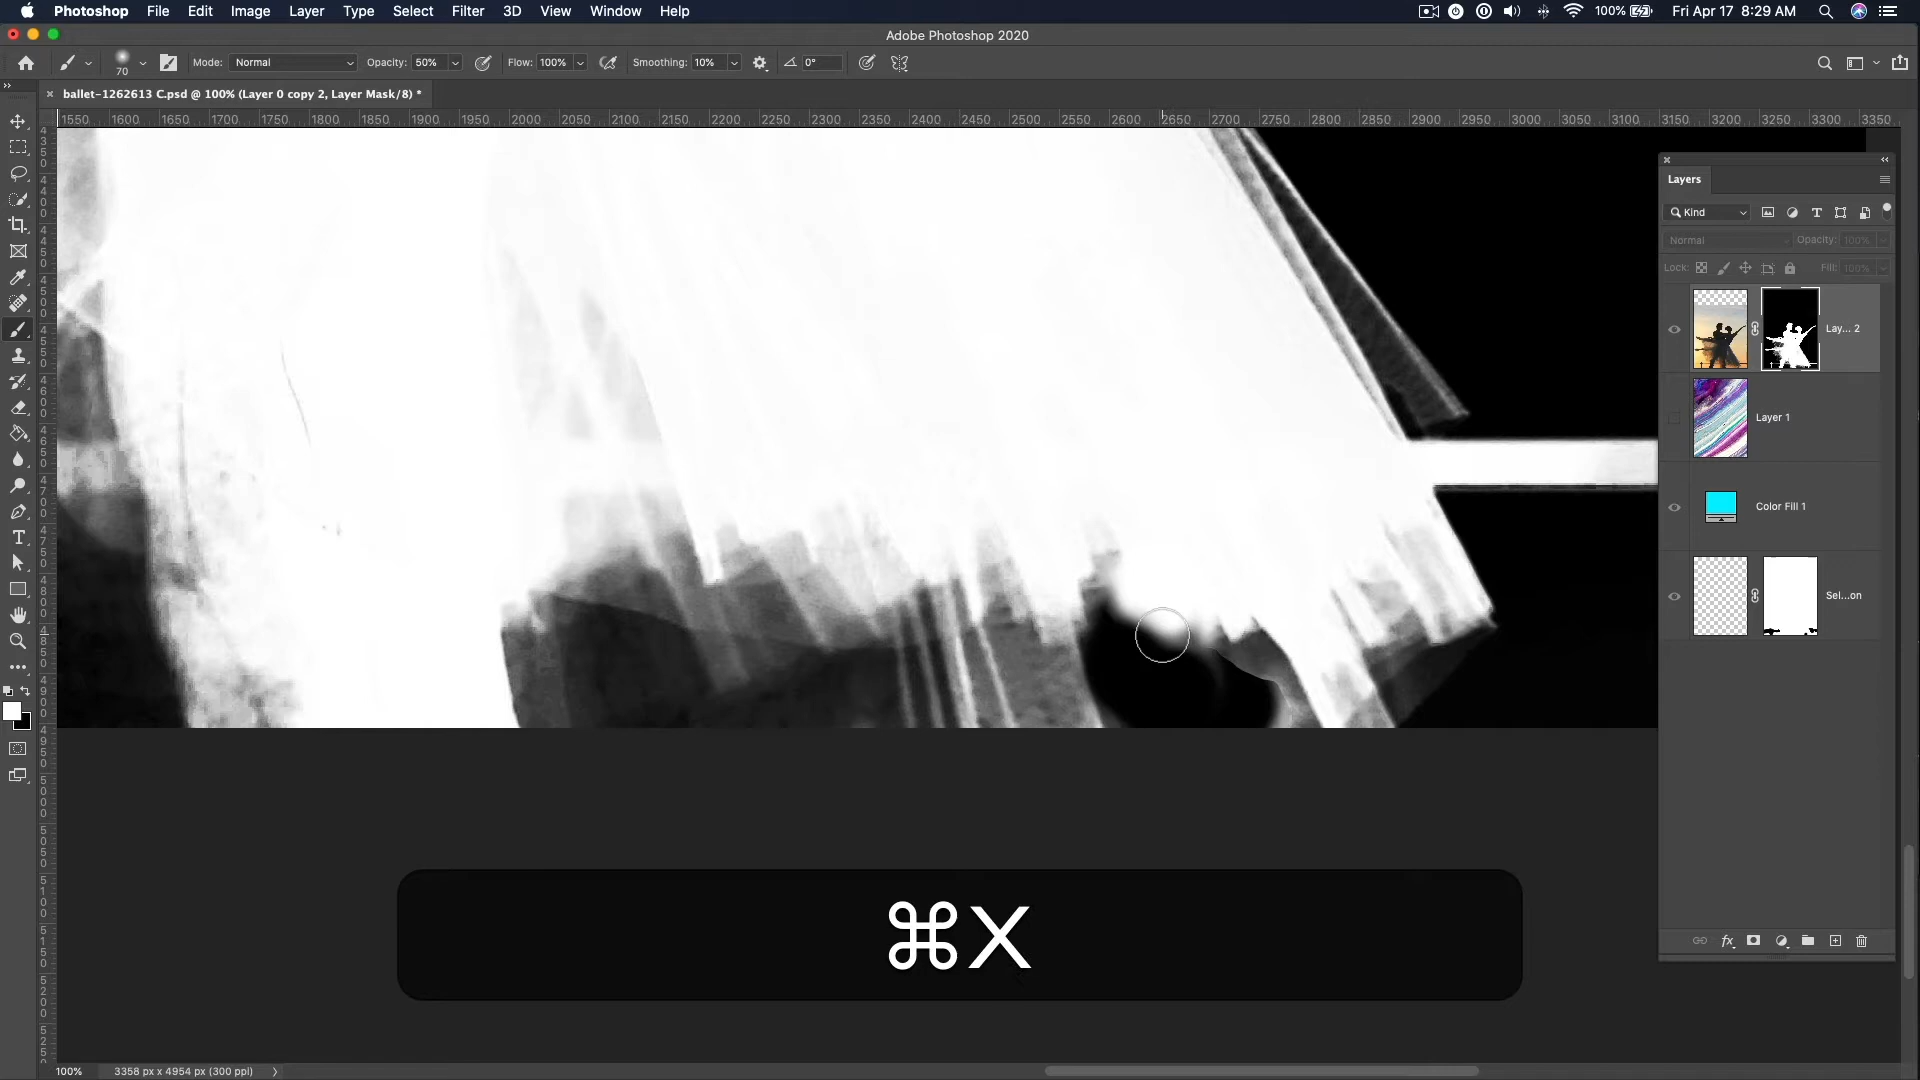 Photoshop File Edit Image Layer Type Select Filter 3D View Window Help 100% Fri Apr 17 8:29 AM
Adobe Photoshop 2020
70 Mode: Normal Opacity: 50% Flow: 100% Smoothing: 10% 0°
ballet-1262613 C.psd @ 100% (Layer 0 copy 2, Layer Mask/8) *
1550 1600 1650 1700 1750 1800 1850 1900 1950 2000 2050 2100 2150 2200 2250 2300 2350 2400 2450 2500 2550 2600 2650 2700 2750 2800 2850 2900 2950 3000 3050 3100 3150 3200 3250 3300 3350
Layers
Kind
Normal Opacity: 100%
Lock: Fill: 100%
Lay... 2
Layer 1
Color Fill 1
Sel...on
⌘X
fx
100% 3358 px x 4954 px (300 ppi)